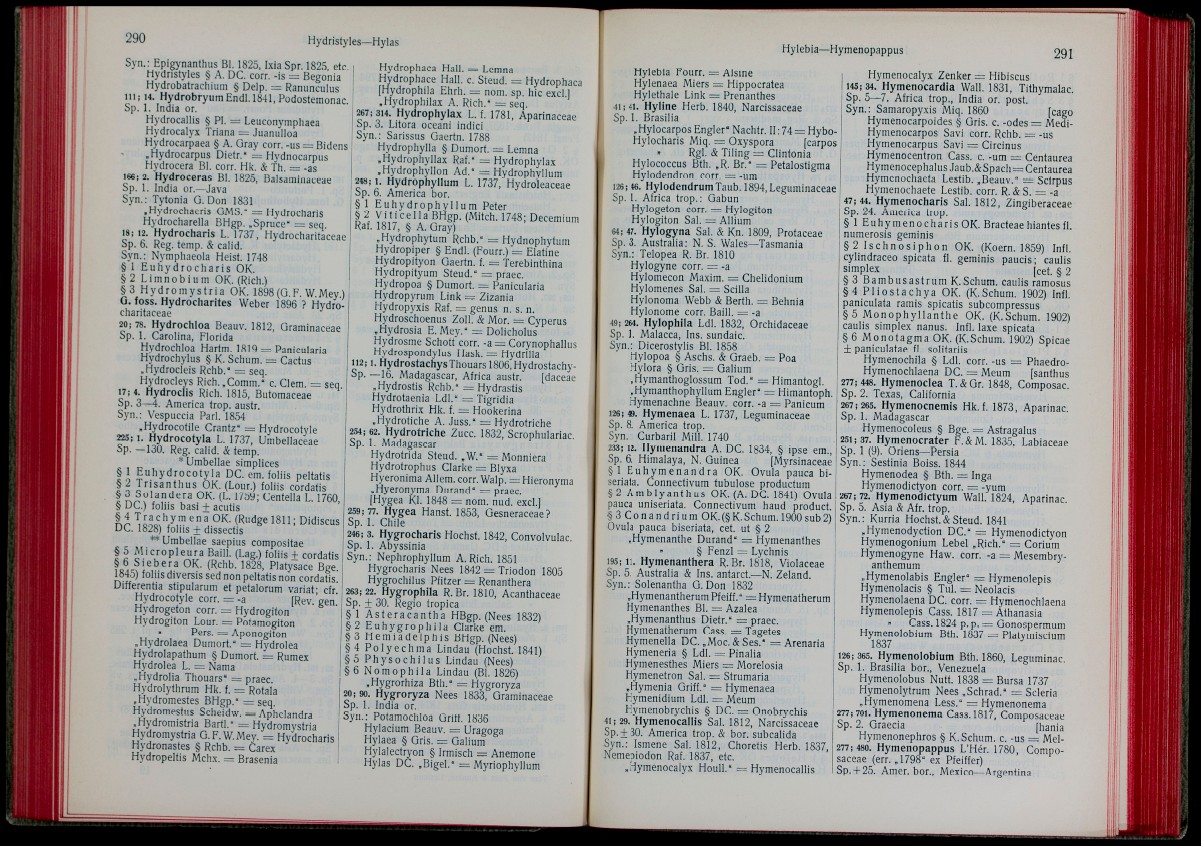 290
Hydristyles—Hylas
Syn.: Epigynanthus Bl. 1825, Ixia Spr. 1825, etc.
Hydristyles § A. DC. corr. -is = Begonia
Hydrobatrachium § Delp. = Ranunculus
111; 14. Hydrobryum Endl. 1841, Podostemonac.
Sp. 1. India or.
Hydrocallis § Pl. = Leuconymphaea
Hydrocalyx Triana = Juanulloa
Hydrocarpaea § A. Gray corr. -us = Bidens
„Hydrocarpus Dietr.“ = Hydnocarpus
Hydrocera Bl. corr. Hk. & Th. = -as
166; 2. Hydroceras Bl. 1825, Balsaminaceae
Sp. 1. India or.—Java
Syn.: Tytonia G. Don 1831
„Hydrochaeris GMS.“ = Hydrocharis
Hydrocharella BHgp. „Spruce“ = seq.
18; 12. Hydrocharis L. 1737, Hydrocharitaceae
Sp. 6. Reg. temp. & calid.
Syn.: Nymphaeola Heist. 1748
§ 1 Euhydrocharis OK.
§ 2 Limnobium OK. (Rich.)
§ 3 Hydromystria OK. 1898 (G. F. W. Mey.)
G. foss. Hydrocharites Weber 1896 ? Hydro-
charitaceae
20; 78. Hydrochloa Beauv. 1812, Graminaceae
Sp. 1. Carolina, Florida
Hydrochloa Hartm. 1819 = Panicularia
Hydrochylus § K. Schum. = Cactus
„Hydrocleis Rchb.“ = seq.
Hydrocleys Rich. „Comm.“ c. Clem. = seq.
17; 4. Hydroclis Rich. 1815, Butomaceae
Sp. 3—4. America trop. austr.
Syn.: Vespuccia Parl. 1854
„Hydrocotile Crantz“ = Hydrocotyle
225; 1. Hydrocotyla L. 1737, Umbellaceae
Sp. —130. Reg. calid. & temp.
* Umbellae simplices
§ 1 Euhydrocotyla DC. em. foliis peltatis
§ 2 Trisanthus OK. (Lour.) foliis cordatis
§ 3 Solandera OK. (L. 1759; Centella L. 1760,
§ DC.) foliis basi ± acutis
§ 4 Trachymena OK. (Rudge 1811; Didiscus
DC. 1828) foliis ± dissectis
** Umbellae saepius compositae
§ 5 Micropleura Baill. (Lag.) foliis ± cordatis
§ 6 Siebera OK. (Rchb. 1828, Platysace Bge.
1845) foliis diversis sed non peltatis non cordatis.
Differentia stipularum et petalorum variat; cfr.
Hydrocotyle corr. = -a [Rev. gen.
Hydrogeton corr. = Hydrogiton
Hydrogiton Lour. = Potamogiton
„ Pers. = Aponogiton
„Hydrolaea Dumort.“ = Hydrolea
Hydrolapathum § Dumort. = Rumex
Hydrolea L. = Nama
„Hydrolia Thouars“ = praec.
Hydrolythrum Hk. f. = Rotala
„Hydromestes BHgp.“ = seq.
Hydromestus Scheidw. = Aphelandra
„Hydromistria Bartl.“ = Hydromystria
Hydromystria G. F. W. Mey. = Hydrocharis
Hydronastes § Rchb. = Carex
Hydropeltis Mchx. = Brasenia
Hydrophaca Hall. = Lemna
Hydrophace Hall. c. Steud. = Hydrophaca
[Hydrophila Ehrh. = nom. sp. hic excl.]
„Hydrophilax A. Rich.“ = seq.
267; 314. Hydrophylax L. f. 1781, Aparinaceae
Sp. 3. Litora oceani indici
Syn.: Sarissus Gaertn. 1788
Hydrophylla § Dumort. = Lemna
„Hydrophyllax Raf.“ = Hydrophylax
„Hydrophyllon Ad.“ = Hydrophyllum
248; 1. Hydrophyllum L. 1737, Hydroleaceae
Sp. 6. America bor.
§ 1 Euhydrophyllum Peter
§ 2 Viticella BHgp. (Mitch. 1748; Decemium
Raf. 1817, § A. Gray)
„Hydrophytum Rchb.“ = Hydnophytum
Hydropiper § Endl. (Fourr.) = Elatine
Hydropityon Gaertn. f. = Terebinthina
Hydropityum Steud.“ = praec.
Hydropoa § Dumort. = Panicularia
Hydropyrum Link = Zizania
Hydropyxis Raf. = genus n. s. n.
Hydroschoenus Zoll. & Mor. = Cyperus
„Hydrosia E. Mey.“ = Dolicholus
Hydrosme Schott corr. -a = Corynophallus
Hydrospondylus Hask. = Hydrilla
112; 1. Hydrostachys Thouars 1806, Hydrostachy-
Sp. —16. Madagascar, Africa austr. [daceae
„Hydrostis Rchb.“ = Hydrastis
Hydrotaenia Ldl.“ = Tigridia
Hydrothrix Hk. f. = Hookerina
„Hydrotiche A. Juss.“ = Hydrotriche
254; 62. Hydrotriche Zucc. 1832, Scrophulariac.
Sp. 1. Madagascar
Hydrotrida Steud. „W.“ = Monniera
Hydrotrophus Clarke = Blyxa
Hyeronima Allem. corr. Walp. = Hieronyma
„Hyeronyma Durand“ = praec.
[Hygea Kl. 1848 = nom. nud. excl.]
259; 77. Hygea Hanst. 1853, Gesneraceae?
Sp. 1. Chile
246; 3. Hygrocharis Hochst. 1842, Convolvulac.
Sp. 1. Abyssinia
Syn.: Nephrophyllum A. Rich. 1851
Hygrocharis Nees 1842 = Triodon 1805
Hygrochilus Pfitzer = Renanthera
263; 22. Hygrophila R. Br. 1810, Acanthaceae
Sp. ± 30. Regio tropica
§ 1 Asteracantha HBgp. (Nees 1832)
§ 2 Euhygrophila Clarke em.
§ 3 Hemiadelphis BHgp. (Nees)
§ 4 Polyechma Lindau (Hochst. 1841)
§ 5 Physochilus Lindau (Nees)
§ 6 Nomophila Lindau (Bl. 1826)
„Hygrorhiza Bth.“ = Hygroryza
20; 90. Hygroryza Nees 1833, Graminaceae
Sp. 1. India or.
Syn.: Potamochloa Griff. 1836
Hylacium Beauv. = Uragoga
Hylaea § Gris. = Galium
Hylalectryon § Irmisch = Anemone
Hylas DC. „Bigel.“ = Myriophyllum
Hylebia—Hymenopappus
291
Hylebia Fourr. = Alsine
Hylenaea Miers = Hippocratea
Hylethale Link = Prenanthes
41; 41. Hyline Herb. 1840, Narcissaceae
Sp. 1. Brasilia
„Hylocarpos Engler“ Nachtr. II: 74 = Hybo-
Hylocharis Miq. = Oxyspora [carpos
„ Rgl. & Tiling = Clintonia
Hylococcus Bth. „R. Br.“ = Petalostigma
Hylodendron corr. = -um
126; 46. Hylodendrum Taub. 1894, Leguminaceae
Sp. 1. Africa trop.: Gabun
Hylogeton corr. = Hylogiton
Hylogiton Sal. = Allium
64; 47. Hylogyna Sal. & Kn. 1809, Protaceae
Sp. 3. Australia: N. S. Wales—Tasmania
Syn.: Telopea R. Br. 1810
Hylogyne corr. = -a
Hylomecon Maxim. = Chelidonium
Hylomenes Sal. = Scilla
Hylonoma Webb & Berth. = Behnia
Hylonome corr. Baill. = -a
49; 264. Hylophila Ldl. 1832, Orchidaceae
Sp. 1. Malacca, Ins. sundaic.
Syn.: Dicerostylis Bl. 1858
Hylopoa § Aschs. & Graeb. = Poa
Hylora § Gris. = Galium
„Hymanthoglossum Tod.“ = Himantogl.
„Hymanthophyllum Engler“ = Himantoph.
Hymenachne Beauv. corr. -a = Panicum
126; 49. Hymenaea L. 1737, Leguminaceae
Sp. 8. America trop.
Syn. Curbaril Mill. 1740
233; 12. Hymenandra A. DC. 1834, § ipse em.,
Sp. 6. Himalaya, N. Guinea [Myrsinaceae
§ 1 Euhymenandra OK. Ovula pauca bi-
seriata. Connectivum tubulose productum
§ 2 Amblyanthus OK. (A. DC. 1841) Ovula
pauca uniseriata. Connectivum haud product.
§ 3 Conandrium OK. (§ K. Schum. 1900 sub 2)
Ovula pauca biseriata, cet. ut § 2
„Hymenanthe Durand“ = Hymenanthes
„ § Fenzl = Lychnis
195; 11. Hymenanthera R. Br. 1818, Violaceae
Sp. 5 Australia & Ins. antarct.—N. Zeland.
Syn.: Solenantha G. Don 1832
„Hymenantherum Pfeiff.“ = Hymenatherum
Hymenanthes Bl. = Azalea
„Hymenanthus Dietr.“ = praec.
Hymenatherum Cass. = Tagetes
Hymenella DC. „Moc. & Ses.“ = Arenaria
Hymeneria § Ldl. = Pinalia
Hymenesthes Miers = Morelosia
Hymenetron Sal. = Strumaria
„Hymenia Griff.“ = Hymenaea
Hymenidium Ldl. = Meum
Hymenobrychis § DC. = Onobrychis
41; 29. Hymenocallis Sal. 1812, Narcissaceae
Sp. ± 30. America trop. & bor. subcalida
Syn.: Ismene Sal. 1812, Choretis Herb. 1837,
Nemepiodon Raf. 1837, etc.
„Hymenocalyx Houll.“ = Hymenocallis
Hymenocalyx Zenker = Hibiscus
145; 34. Hymenocardia Wall. 1831, Tithymalac.
Sp. 5—7. Africa trop., India or. post.
Syn.: Samaropyxis Miq. 1860 [cago
Hymenocarpoides § Gris. c. -odes = Medi-
Hymenocarpos Savi corr. Rchb. = -us
Hymenocarpus Savi = Circinus
Hymenocentron Cass. c. -um = Centaurea
Hymenocephalus Jaub. & Spach = Centaurea
Hymenochaeta Lestib. „Beauv.“ = Scirpus
Hymenochaete Lestib. corr. R. & S. = -a
47; 44. Hymenocharis Sal. 1812, Zingiberaceae
Sp. 24. America trop.
§ 1 Euhymenocharis OK. Bracteae hiantes fl.
numerosis geminis
§ 2 Ischnosiphon OK. (Koern. 1859) Infl.
cylindraceo spicata fl. geminis paucis; caulis
simplex [cet. § 2
§ 3 Bambusastrum K. Schum. caulis ramosus
§ 4 Pliostachya OK. (K. Schum. 1902) Infl.
paniculata ramis spicatis subcompressus
§ 5 Monophyllanthe OK. (K. Schum. 1902)
caulis simplex nanus. Infl. laxe spicata
§ 6 Monotagma OK. (K. Schum. 1902) Spicae
± paniculatae fl. solitariis
Hymenochila § Ldl. corr. -us = Phaedro-
Hymenochlaena DC. = Meum [santhus
277; 448. Hymenoclea T. & Gr. 1848, Composac.
Sp. 2. Texas, California
267; 265. Hymenocnemis Hk. f. 1873, Aparinac.
Sp. 1. Madagascar
Hymenocoleus § Bge. = Astragalus
251; 37. Hymenocrater F. & M. 1835, Labiaceae
Sp. 1 (9). Oriens—Persia
Syn.: Sestinia Boiss. 1844
Hymenodea § Bth. = Inga
Hymenodictyon corr. = -yum
267; 72. Hymenodictyum Wall. 1824, Aparinac.
Sp. 5. Asia & Afr. trop.
Syn.: Kurria Hochst. & Steud. 1841
„Hymenodyction DC.“ = Hymenodictyon
Hymenogonium Lebel „Rich.“ = Corium
Hymenogyne Haw. corr. -a = Mesembry-
anthemum
„Hymenolabis Engler“ = Hymenolepis
Hymenolacis § Tul. = Neolacis
Hymenolaena DC. corr. = Hymenochlaena
Hymenolepis Cass. 1817 = Athanasia
„ Cass. 1824 p. p. = Gonospermum
Hymenolobium Bth. 1837 = Platymiscium
1837
126; 365. Hymenolobium Bth. 1860, Leguminac.
Sp. 1. Brasilia bor., Venezuela
Hymenolobus Nutt. 1838 = Bursa 1737
Hymenolytrum Nees „Schrad.“ = Scleria
„Hymenomena Less.“ = Hymenonema
277; 701. Hymenonema Cass. 1817, Composaceae
Sp. 2. Graecia [hania
Hymenonephros § K. Schum. c. -us = Mel-
277; 480. Hymenopappus L'Hér. 1780, Compo-
saceae (err. „1798“ ex Pfeiffer)
Sp. + 25. Amer. bor., Mexico—Argentina